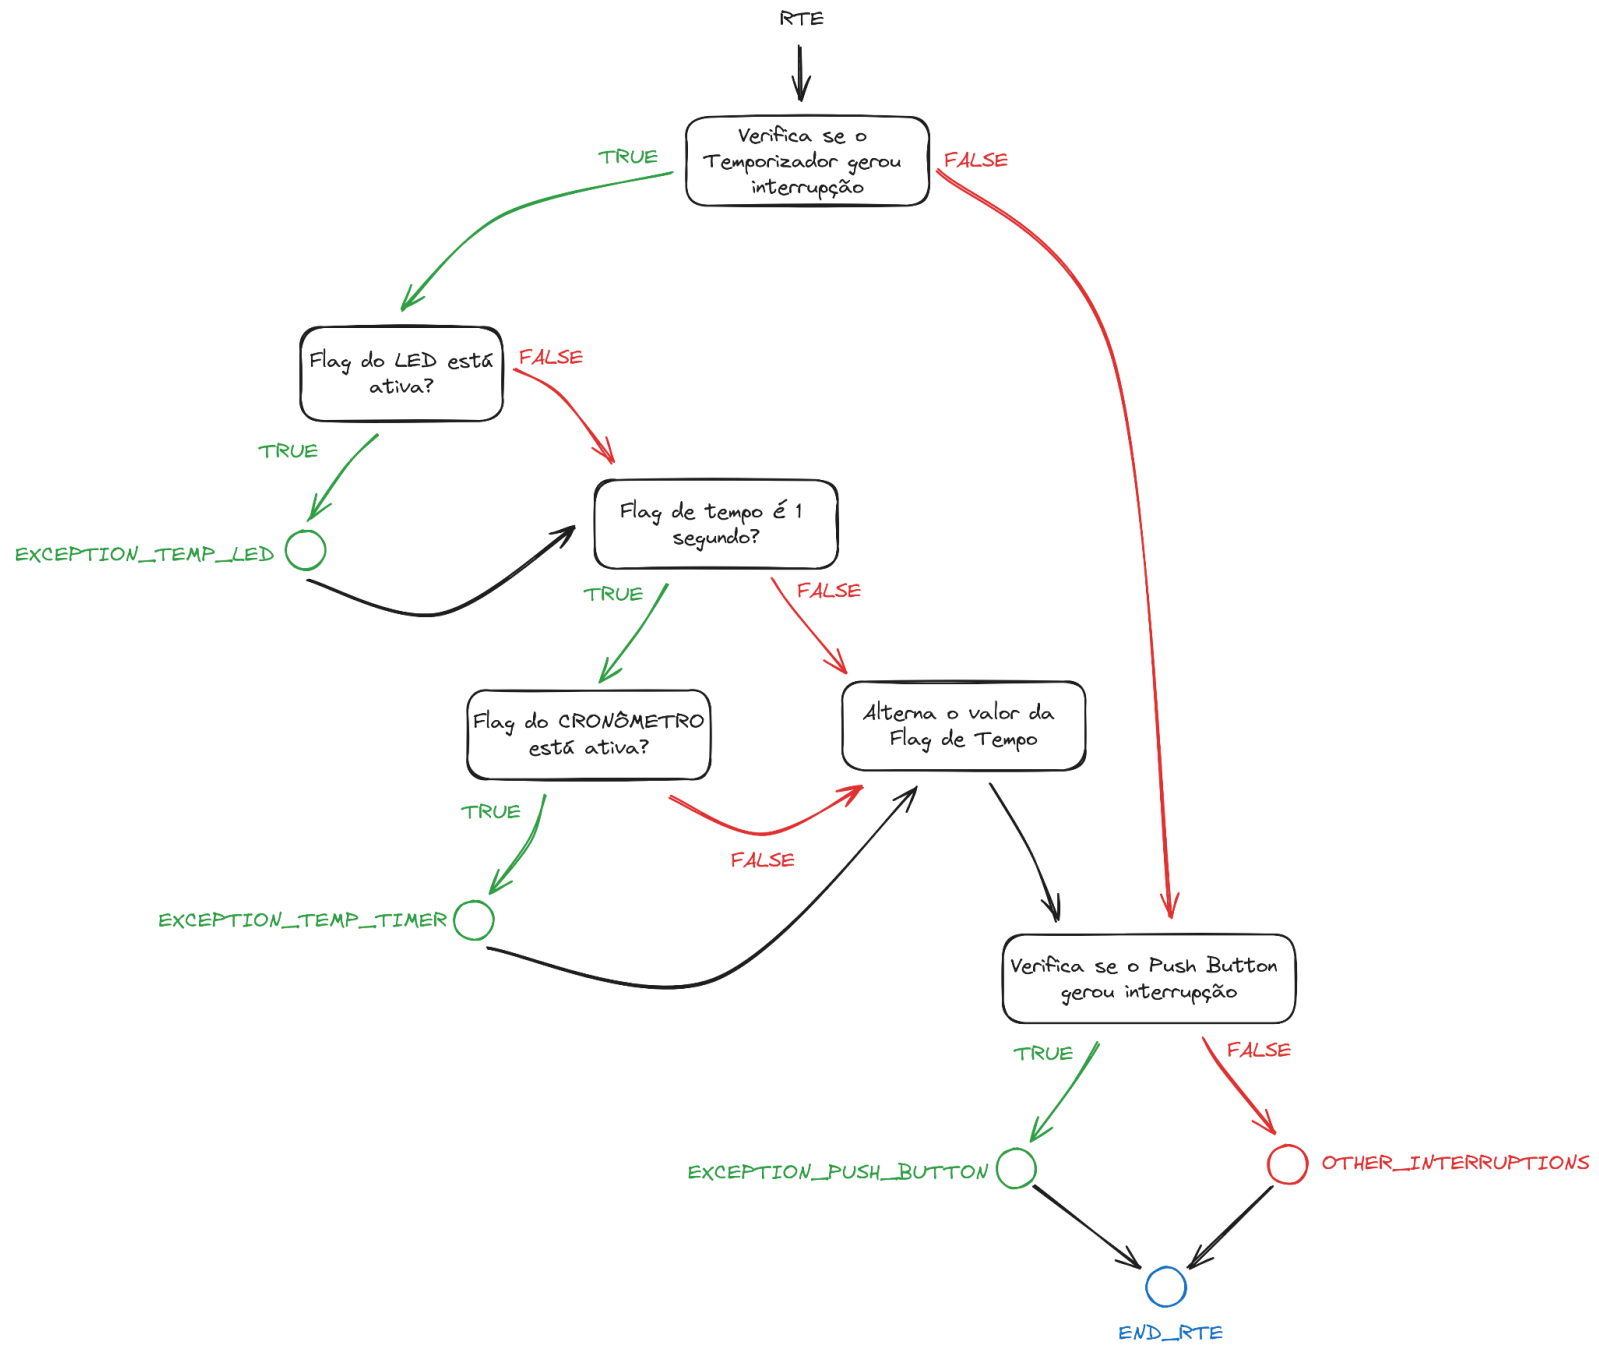 RTE
Verifica se o
Temporizador gerou
interrupção
TRUE
FALSE
Flag do LED está
ativa?
FALSE
TRUE
EXCEPTION_TEMP_LED
Flag de tempo é 1
segundo?
TRUE
FALSE
Flag do CRONÔMETRO
está ativa?
Alterna o valor da
Flag de Tempo
TRUE
FALSE
EXCEPTION_TEMP_TIMER
Verifica se o Push Button
gerou interrupção
TRUE
FALSE
EXCEPTION_PUSH_BUTTON
OTHER_INTERRUPTIONS
END_RTE